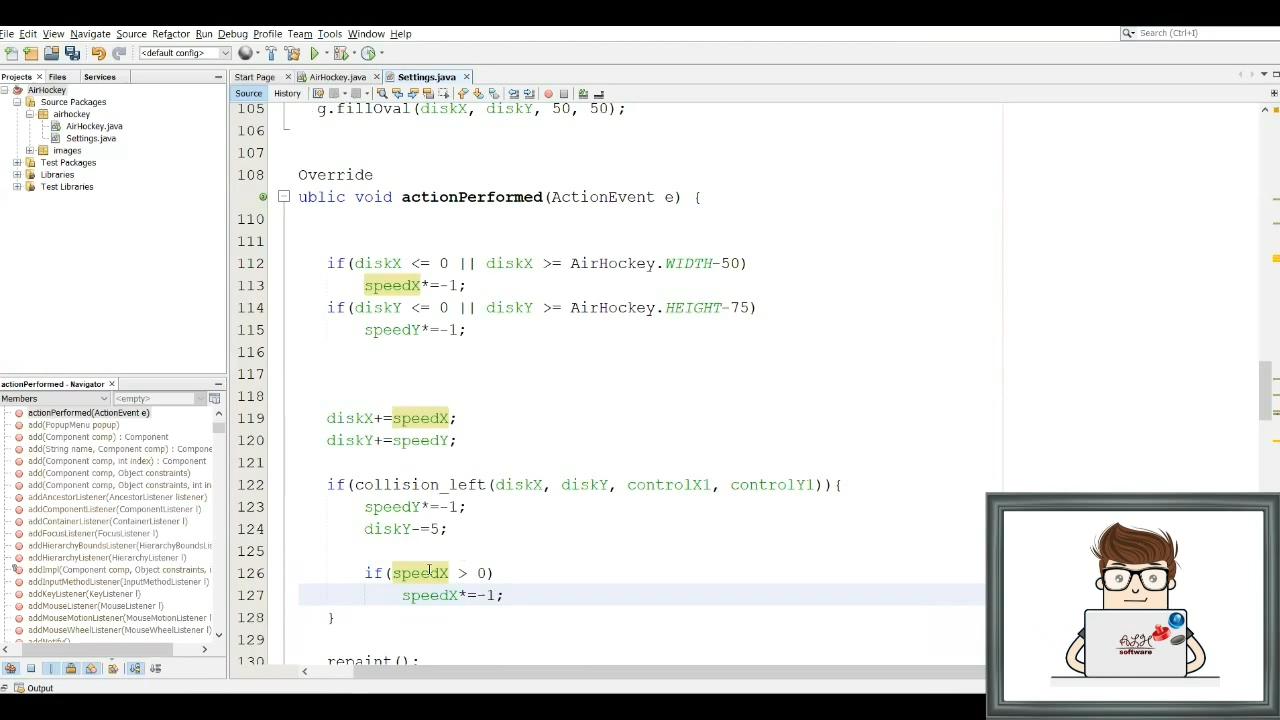 File Edit View Navigate Source Refactor Run Debug Profile Team Tools Window Help
Search (Ctrl+I)
<default config>
Projects Files Services
Start Page AirHockey.java Settings.java
AirHockey
Source Packages
airhockey
AirHockey.java
Settings.java
images
Test Packages
Libraries
Test Libraries
Source History
105 g.fillOval(diskX, diskY, 50, 50);
106
107
108 Override
ublic void actionPerformed(ActionEvent e) {
110
111
112 if(diskX <= 0 || diskX >= AirHockey.WIDTH-50)
113 speedX*=-1;
114 if(diskY <= 0 || diskY >= AirHockey.HEIGHT-75)
115 speedY*=-1;
116
117
118
119 diskX+=speedX;
120 diskY+=speedY;
121
122 if(collision_left(diskX, diskY, controlX1, controlY1)){
123 speedY*=-1;
124 diskY-=5;
125
126 if(speedX > 0)
127 speedX*=-1;
128 }
129
130 repaint();
actionPerformed - Navigator
Members <empty>
actionPerformed(ActionEvent e)
add(PopupMenu popup)
add(Component comp) : Component
add(String name, Component comp) : Compone
add(Component comp, int index) : Component
add(Component comp, Object constraints)
add(Component comp, Object constraints, int
addAncestorListener(AncestorListener listener)
addComponentListener(ComponentListener l)
addContainerListener(ContainerListener l)
addFocusListener(FocusListener l)
addHierarchyBoundsListener(HierarchyBoundsLi
addHierarchyListener(HierarchyListener l)
addImpl(Component comp, Object constraints,
addInputMethodListener(InputMethodListener l)
addKeyListener(KeyListener l)
addMouseListener(MouseListener l)
addMouseMotionListener(MouseMotionListener l)
addMouseWheelListener(MouseWheelListener l)
addNotify()
Output
software